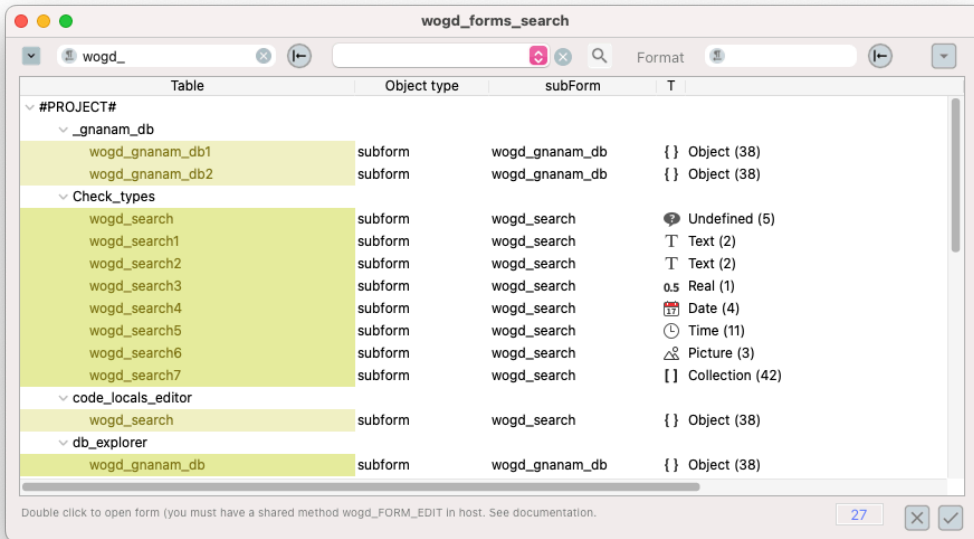 wogd_forms_search
wogd_ Format
Table Object type subForm T
#PROJECT#
_gnanam_db
wogd_gnanam_db1 subform wogd_gnanam_db { } Object (38)
wogd_gnanam_db2 subform wogd_gnanam_db { } Object (38)
Check_types
wogd_search subform wogd_search ? Undefined (5)
wogd_search1 subform wogd_search T Text (2)
wogd_search2 subform wogd_search T Text (2)
wogd_search3 subform wogd_search 0.5 Real (1)
wogd_search4 subform wogd_search 17 Date (4)
wogd_search5 subform wogd_search Time (11)
wogd_search6 subform wogd_search Picture (3)
wogd_search7 subform wogd_search [ ] Collection (42)
code_locals_editor
wogd_search subform wogd_search { } Object (38)
db_explorer
wogd_gnanam_db subform wogd_gnanam_db { } Object (38)
Double click to open form (you must have a shared method wogd_FORM_EDIT in host. See documentation. 27